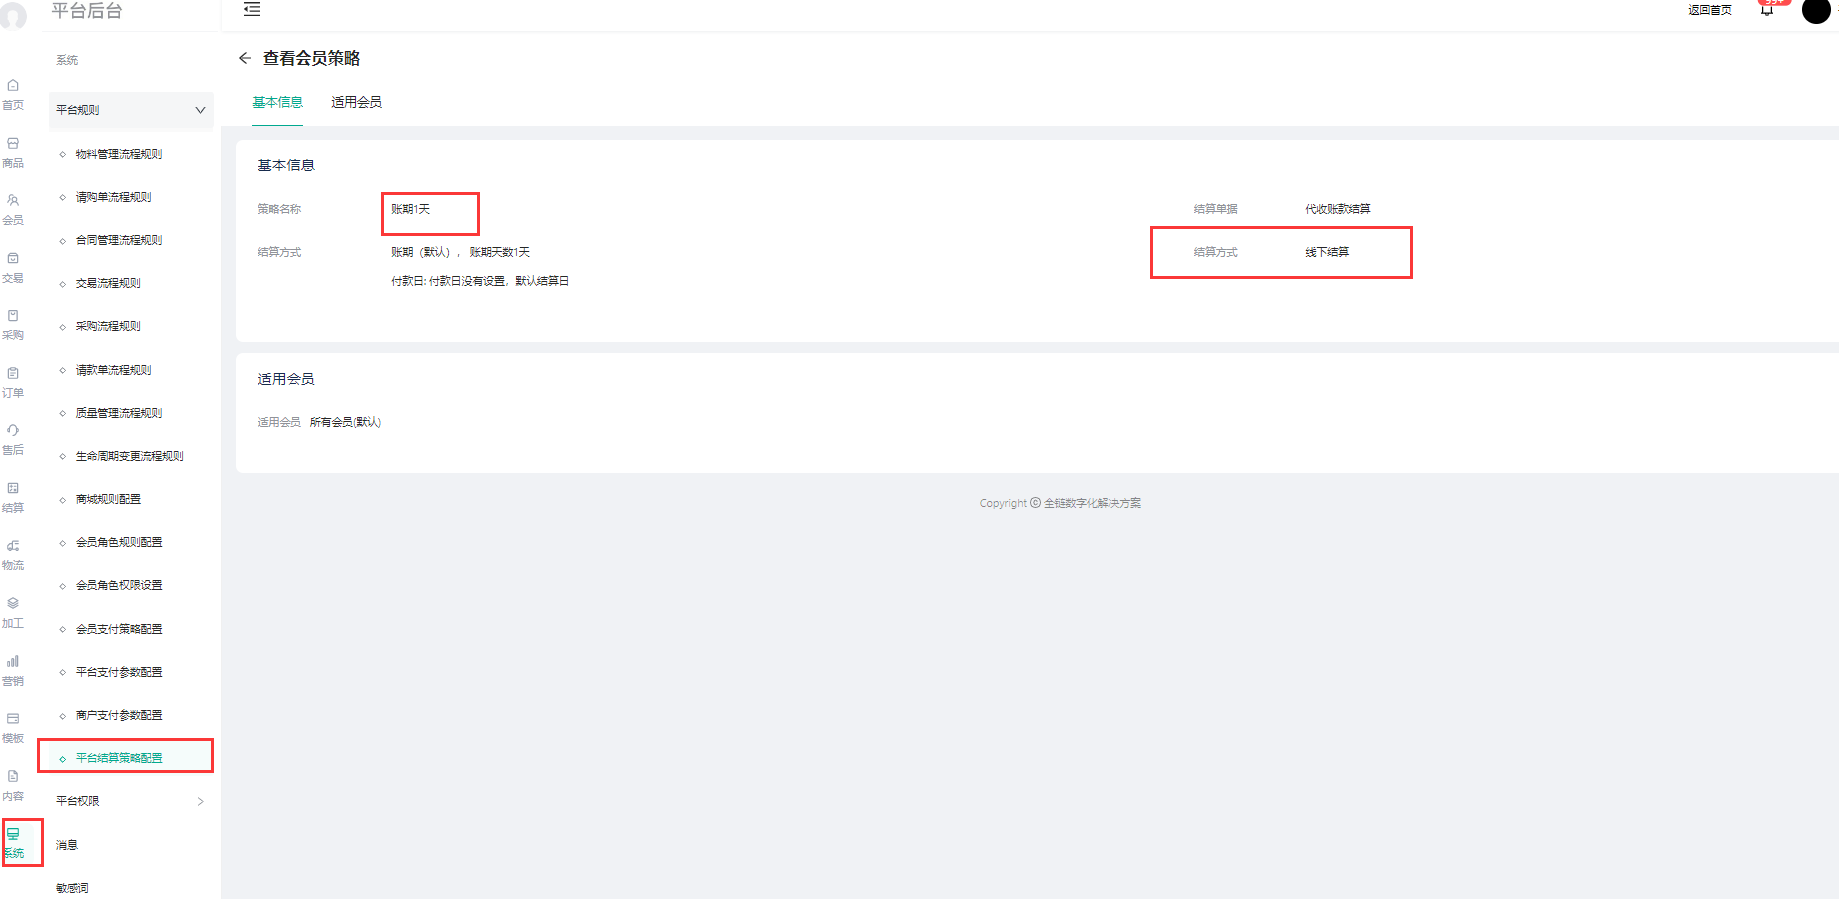 平台后台
返回首页
99+
系统
查看会员策略
基本信息
适用会员
首页
商品
会员
交易
采购
订单
售后
结算
物流
加工
营销
模板
内容
系统
平台规则
物料管理流程规则
请购单流程规则
合同管理流程规则
交易流程规则
采购流程规则
请款单流程规则
质量管理流程规则
生命周期变更流程规则
商城规则配置
会员角色规则配置
会员角色权限设置
会员支付策略配置
平台支付参数配置
商户支付参数配置
平台结算策略配置
平台权限
消息
敏感词
基本信息
策略名称 账期1天
结算单据 代收账款结算
结算方式 账期（默认），账期天数1天
付款日: 付款日没有设置，默认结算日
结算方式 线下结算
适用会员
适用会员 所有会员(默认)
Copyright © 全链数字化解决方案